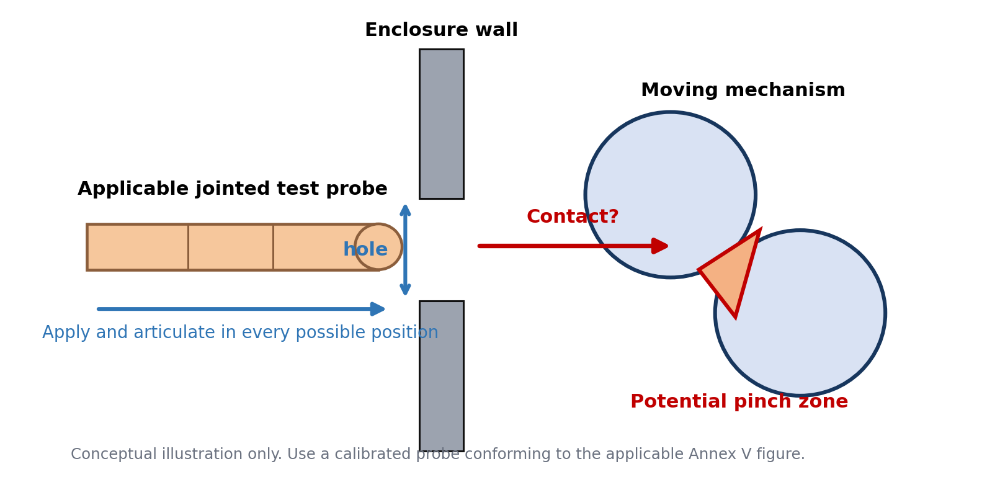 Enclosure wall
Moving mechanism
Applicable jointed test probe
Contact?
hole
Apply and articulate in every possible position
Potential pinch zone
Conceptual illustration only. Use a calibrated probe conforming to the applicable Annex V figure.